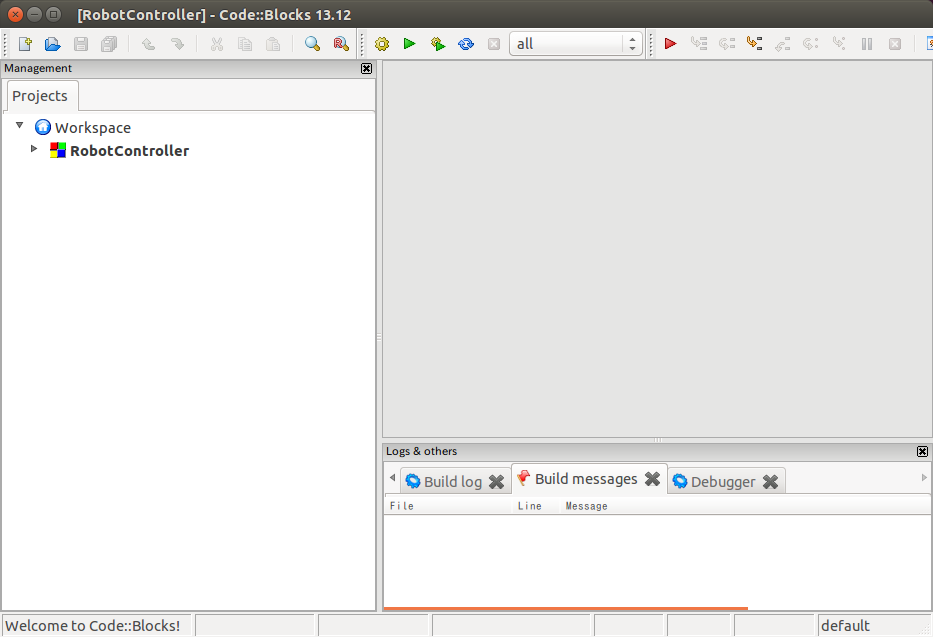 [RobotController] - Code::Blocks 13.12
all
Management
Projects
Workspace
RobotController
Logs & others
Build log
Build messages
Debugger
File Line Message
Welcome to Code::Blocks!
default